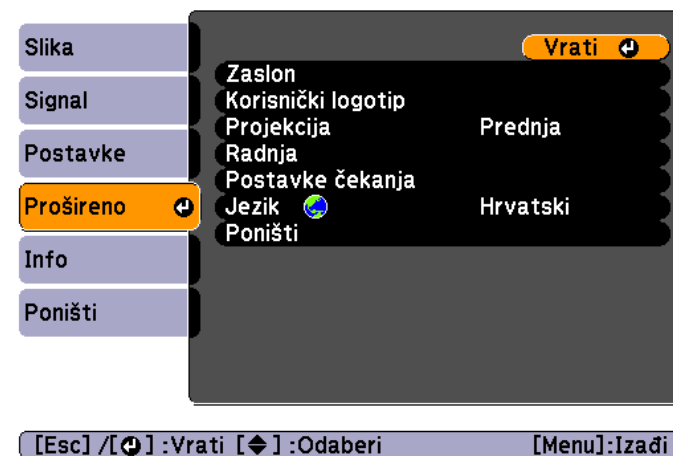 Slika
Signal
Postavke
Prošireno
Info
Poništi
Vrati
Zaslon
Korisnički logotip
Projekcija Prednja
Radnja
Postavke čekanja
Jezik Hrvatski
Poništi
[Esc] /[ ] :Vrati [ ] :Odaberi [Menu]:Izađi